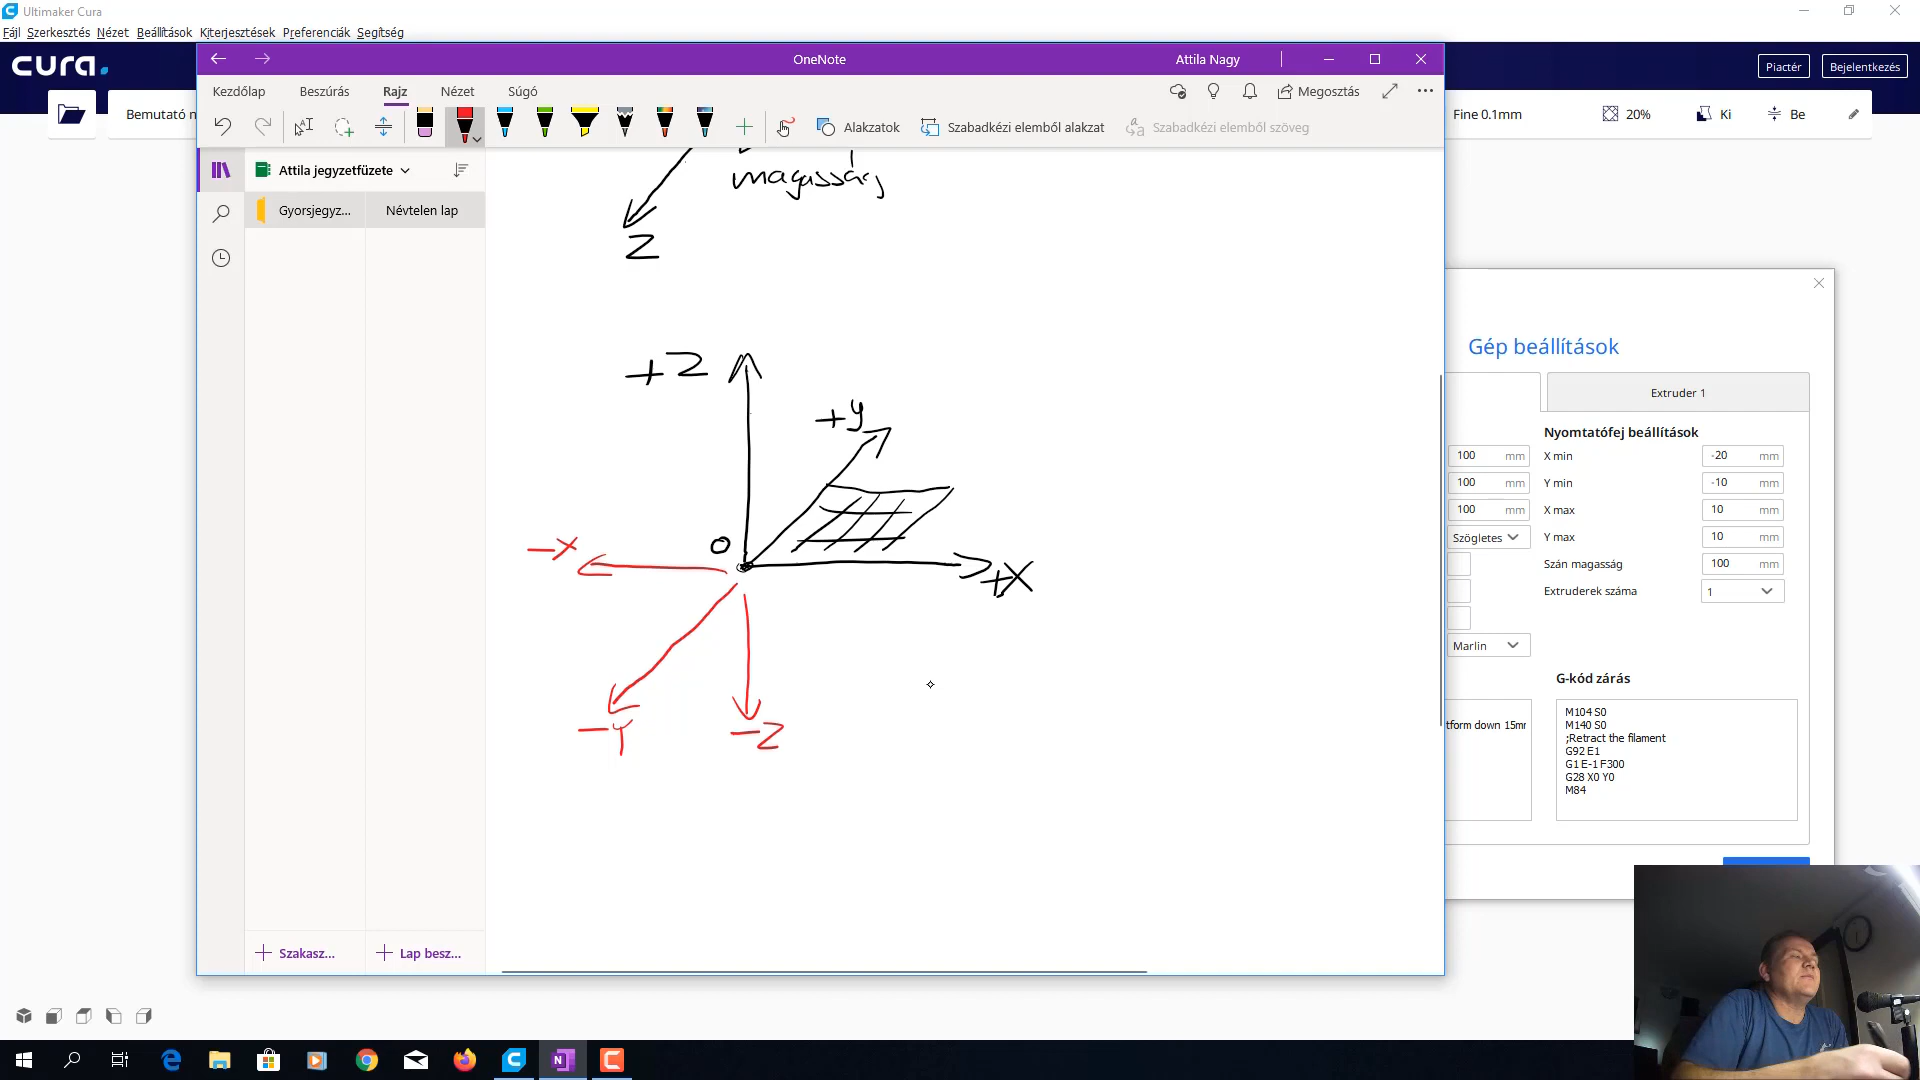 Ultimaker Cura
Fájl Szerkesztés Nézet Beállítások Kiterjesztések Preferenciák Segítség
cura.
Piactér Bejelentkezés
OneNote
Attila Nagy
Kezdőlap Beszúrás Rajz Nézet Súgó
Megosztás
Bemutató n
Alakzatok Szabadkézi elemből alakzat Szabadkézi elemből szöveg
Fine 0.1mm 20% Ki Be
Attila jegyzetfüzete
Gyorsjegyz... Névtelen lap
magasság
Z
+Z
+y
0
-X
+X
-Y
-Z
Gép beállítások
Extruder 1
Nyomtatófej beállítások
100 mm X min -20 mm
100 mm Y min -10 mm
100 mm X max 10 mm
Szögletes Y max 10 mm
Szán magasság 100 mm
Extruderek száma 1
Marlin
G-kód zárás
tform down 15mm
M104 S0
M140 S0
;Retract the filament
G92 E1
G1 E-1 F300
G28 X0 Y0
M84
Szakasz... Lap besz...